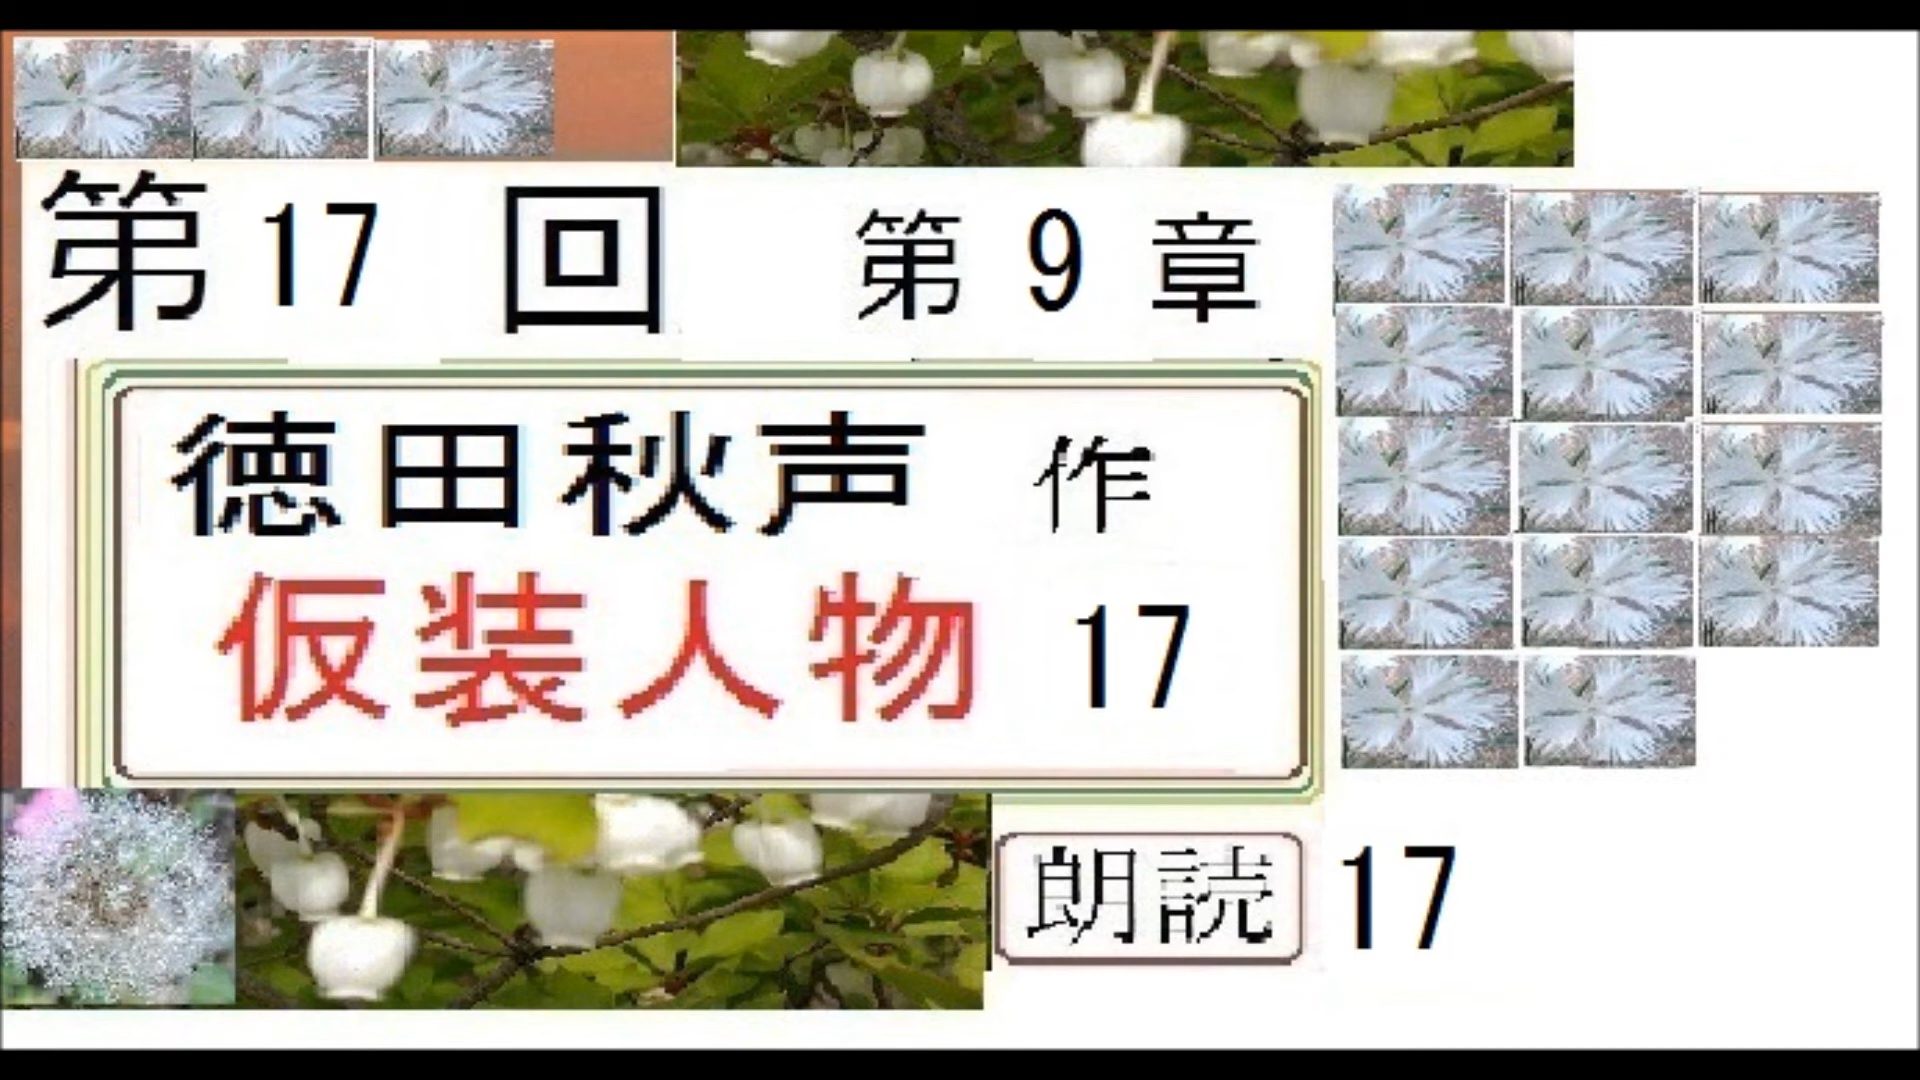 第17回 第9章
徳田秋声 作
仮装人物 17
朗読 17